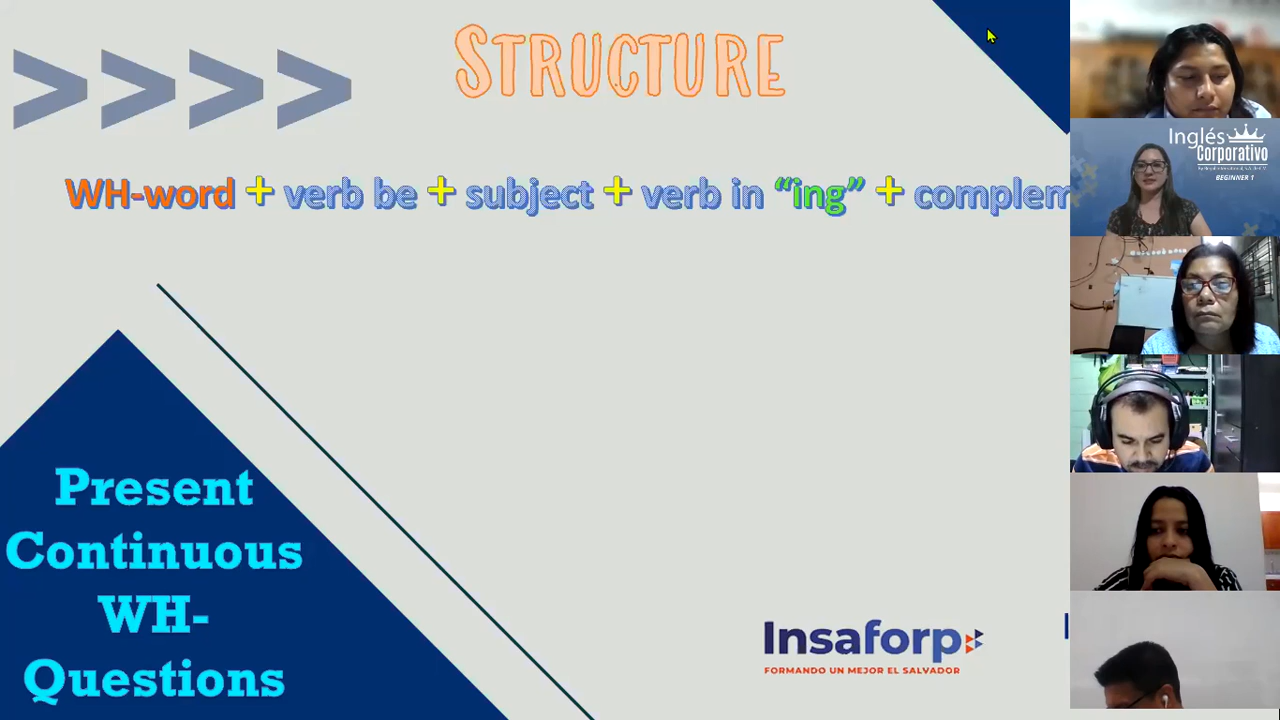 STRUCTURE
>>>>
WH-word + verb be + subject + verb in “ing” + complem
Present
Continuous
WH-
Questions
Insaforp
FORMANDO UN MEJOR EL SALVADOR
Inglés
Corporativo
BEGINNER 1